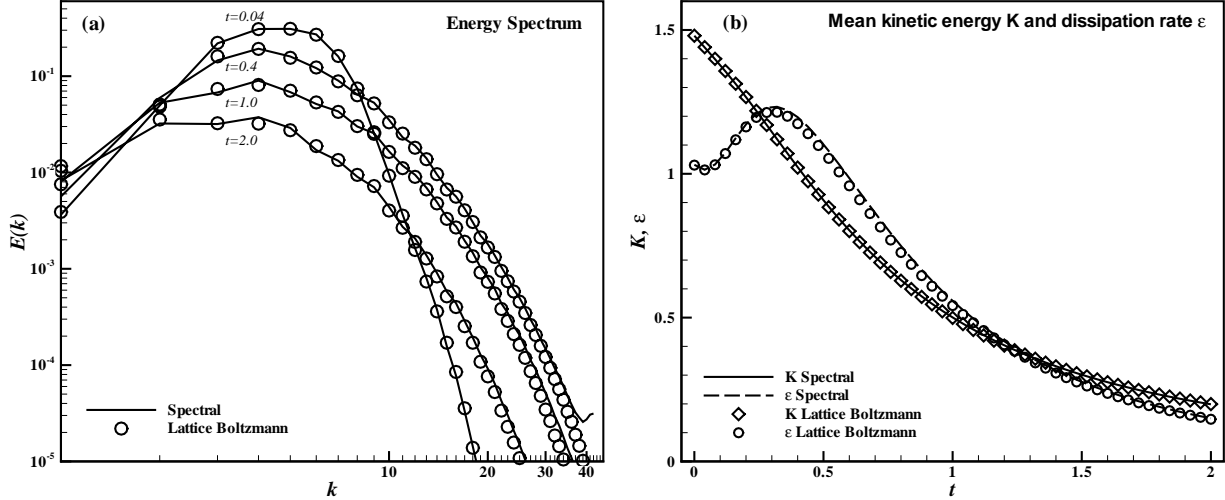 (a)
Energy Spectrum
t=0.04
t=0.4
t=1.0
t=2.0
10⁻¹
10⁻²
10⁻³
10⁻⁴
10⁻⁵
E(k)
Spectral
Lattice Boltzmann
10 20 30 40
k
(b)
Mean kinetic energy K and dissipation rate ε
1.5
1
0.5
0
K, ε
K Spectral
ε Spectral
K Lattice Boltzmann
ε Lattice Boltzmann
0 0.5 1 1.5 2
t